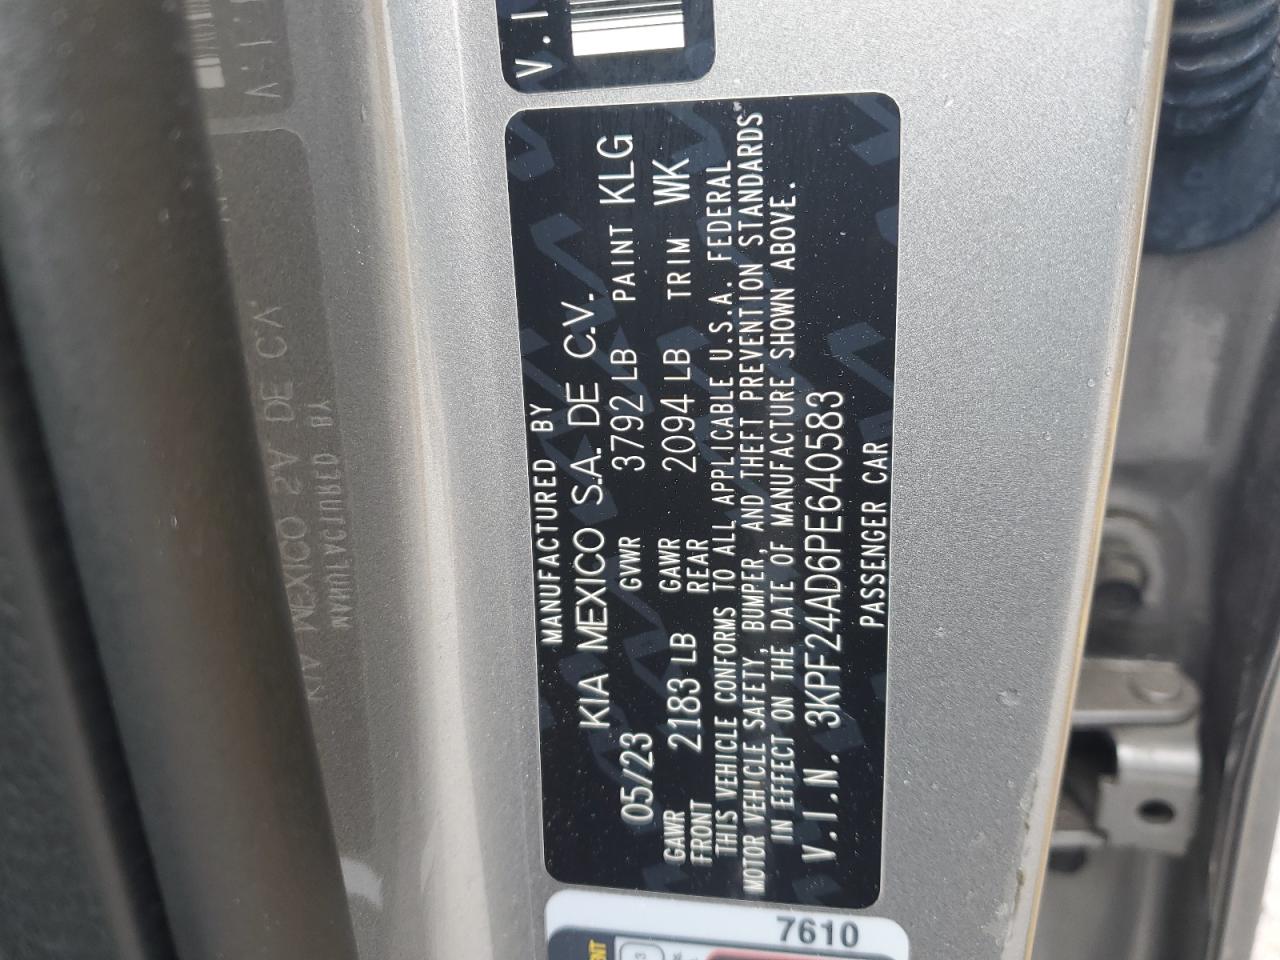 V.I
MANUFACTURED BY
KIA MEXICO S.A. DE C.V.
05/23 GVWR 3792 LB PAINT KLG
GAWR FRONT 2183 LB GAWR REAR 2094 LB TRIM WK
THIS VEHICLE CONFORMS TO ALL APPLICABLE U.S.A. FEDERAL
MOTOR VEHICLE SAFETY, BUMPER, AND THEFT PREVENTION STANDARDS
IN EFFECT ON THE DATE OF MANUFACTURE SHOWN ABOVE.
V.I.N. 3KPF24AD6PE640583
PASSENGER CAR
7610